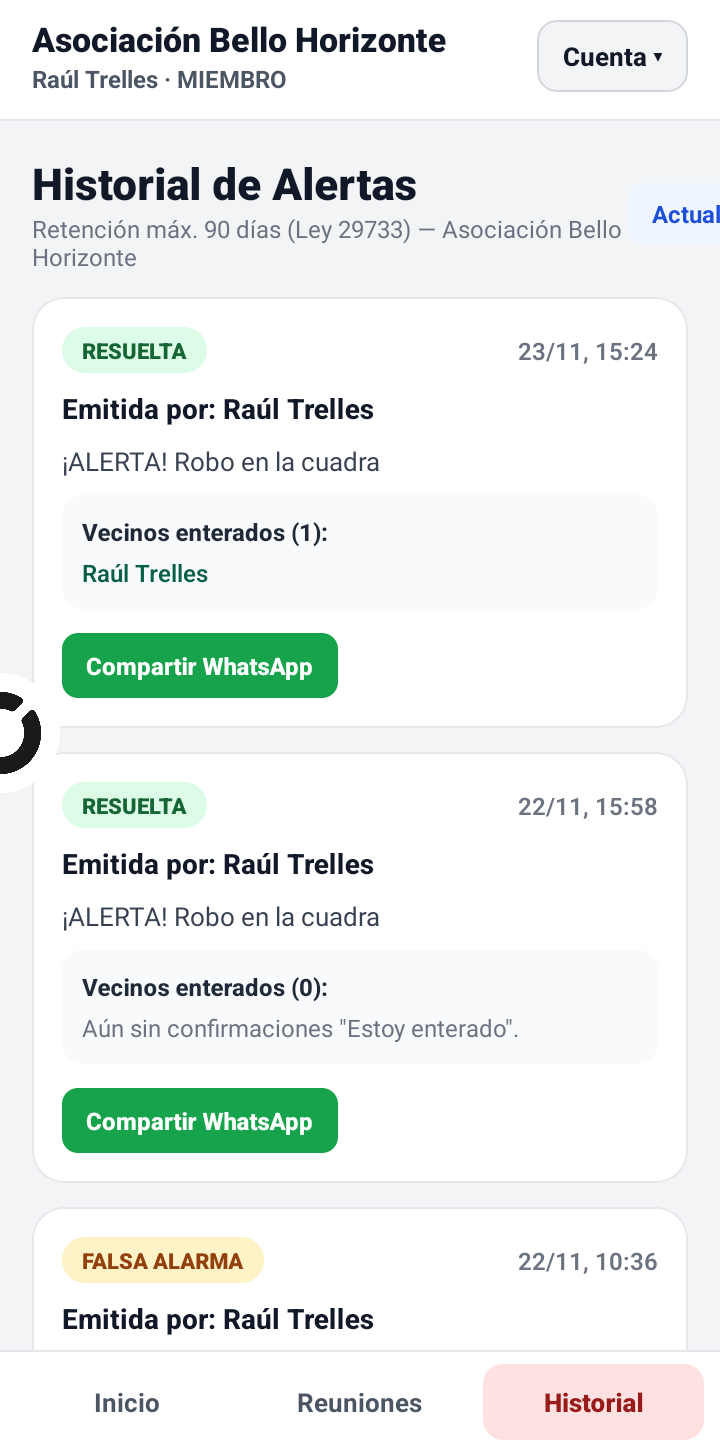 Asociación Bello Horizonte
Raúl Trelles · MIEMBRO
Cuenta ▾
Historial de Alertas
Retención máx. 90 días (Ley 29733) — Asociación Bello
Horizonte
Actual
RESUELTA
23/11, 15:24
Emitida por: Raúl Trelles
¡ALERTA! Robo en la cuadra
Vecinos enterados (1):
Raúl Trelles
Compartir WhatsApp
RESUELTA
22/11, 15:58
Emitida por: Raúl Trelles
¡ALERTA! Robo en la cuadra
Vecinos enterados (0):
Aún sin confirmaciones "Estoy enterado".
Compartir WhatsApp
FALSA ALARMA
22/11, 10:36
Emitida por: Raúl Trelles
Inicio
Reuniones
Historial